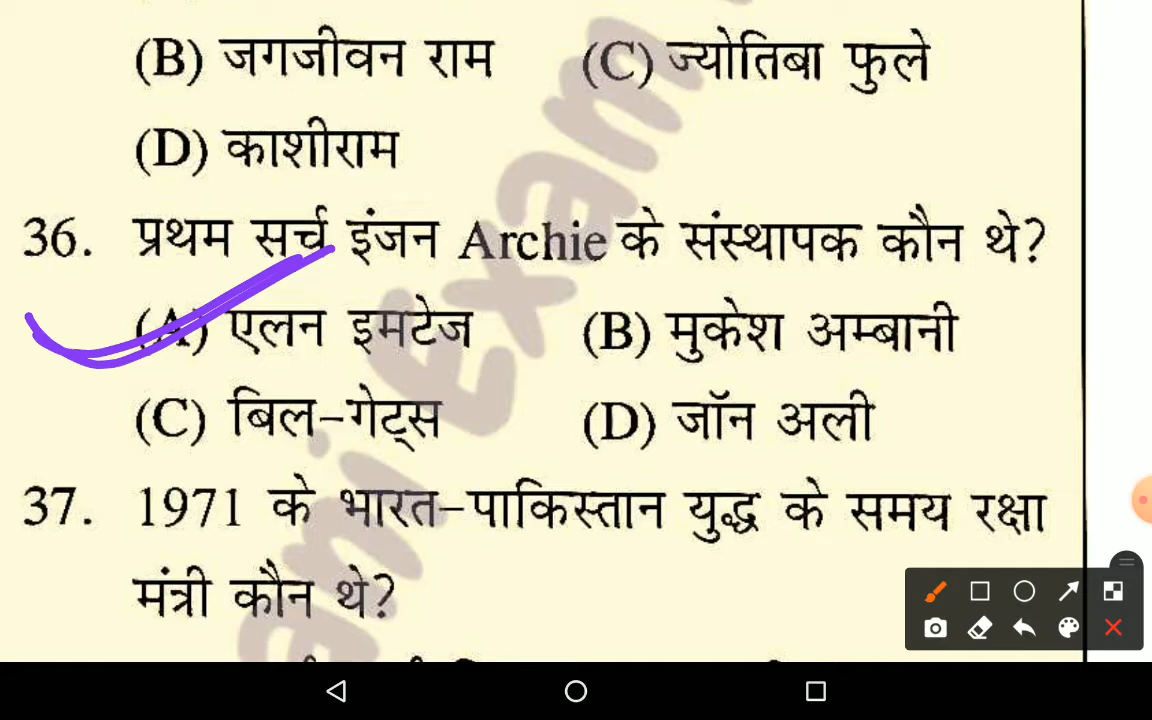 (B) जगजीवन राम (C) ज्योतिबा फुले
(D) काशीराम
36. प्रथम सर्च इंजन Archie के संस्थापक कौन थे?
(A) एलन इमटेज (B) मुकेश अम्बानी
(C) बिल-गेट्स (D) जॉन अली
37. 1971 के भारत-पाकिस्तान युद्ध के समय रक्षा
मंत्री कौन थे?